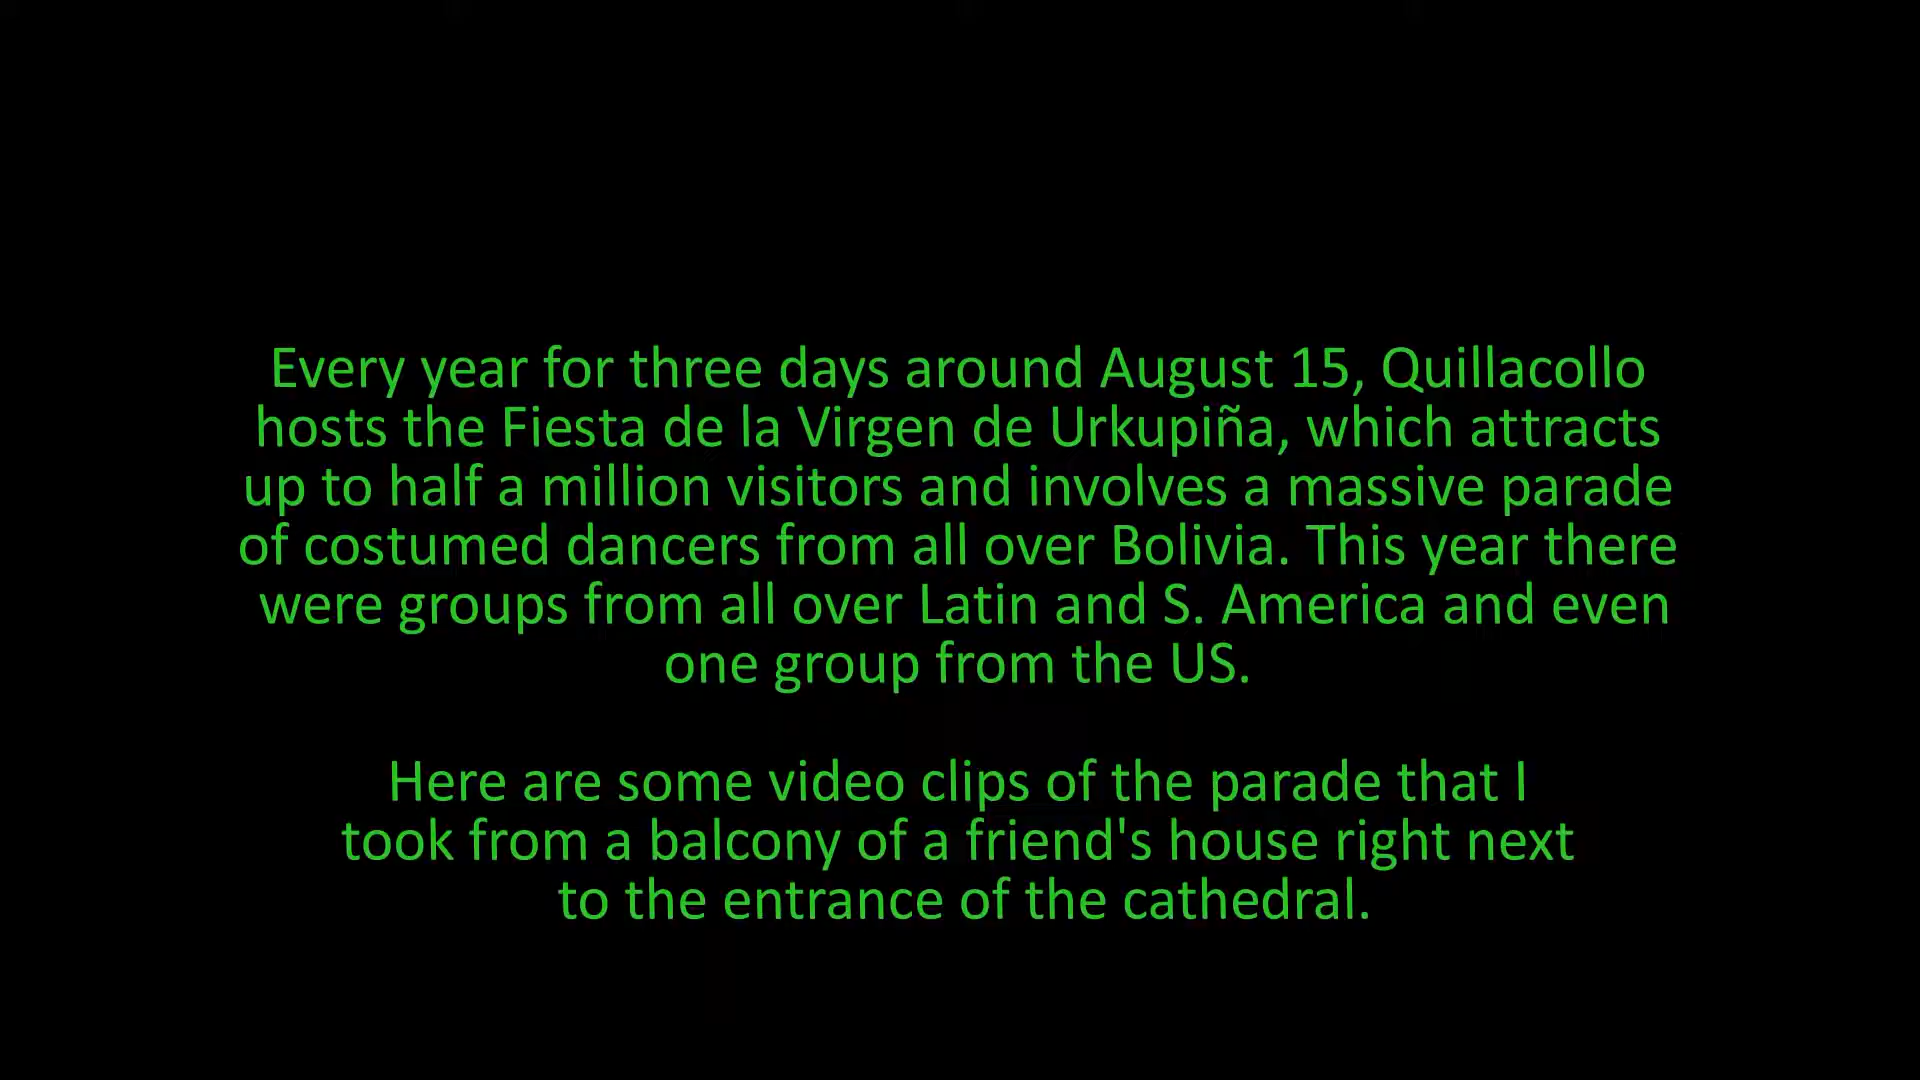 Every year for three days around August 15, Quillacollo
hosts the Fiesta de la Virgen de Urkupiña, which attracts
up to half a million visitors and involves a massive parade
of costumed dancers from all over Bolivia. This year there
were groups from all over Latin and S. America and even
one group from the US.
Here are some video clips of the parade that I
took from a balcony of a friend's house right next
to the entrance of the cathedral.